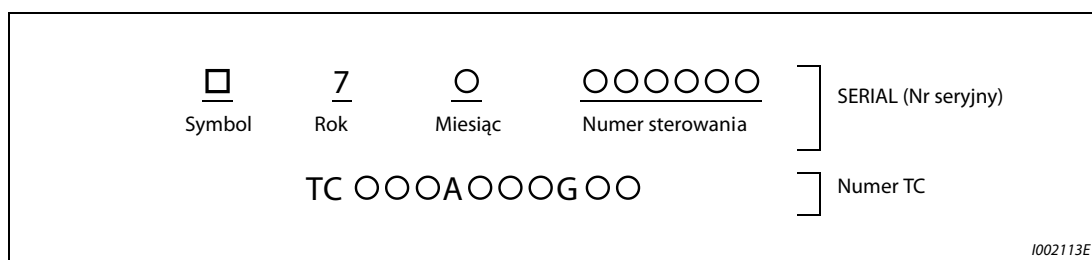 □ 7 ○ ○○○○○○ SERIAL (Nr seryjny)
Symbol Rok Miesiąc Numer sterowania
TC ○○○A○○○G○○ Numer TC
I002113E